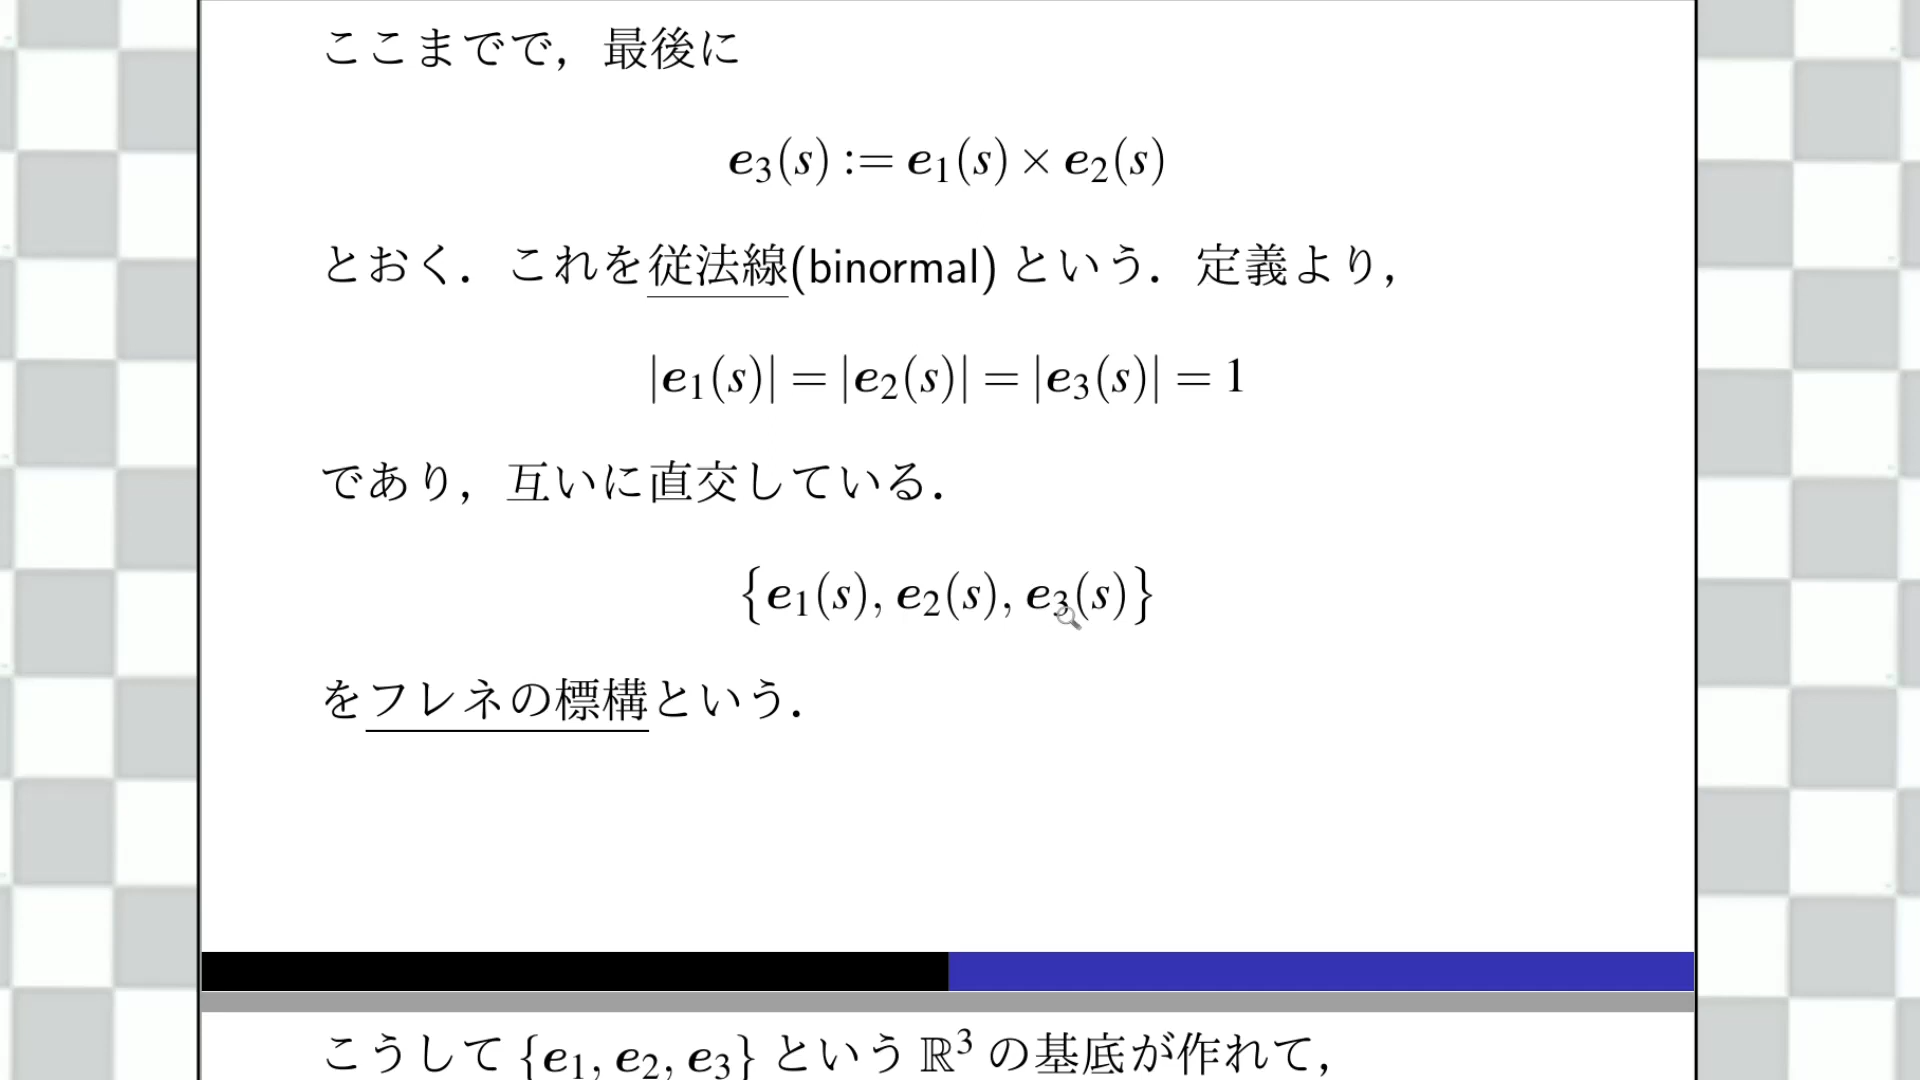 ここまでで，最後に
e₃(s) := e₁(s) × e₂(s)
とおく．これを従法線(binormal) という．定義より，
|e₁(s)| = |e₂(s)| = |e₃(s)| = 1
であり，互いに直交している．
{e₁(s), e₂(s), e₃(s)}
をフレネの標構という．
こうして {e₁, e₂, e₃} という ℝ³ の基底が作れて，